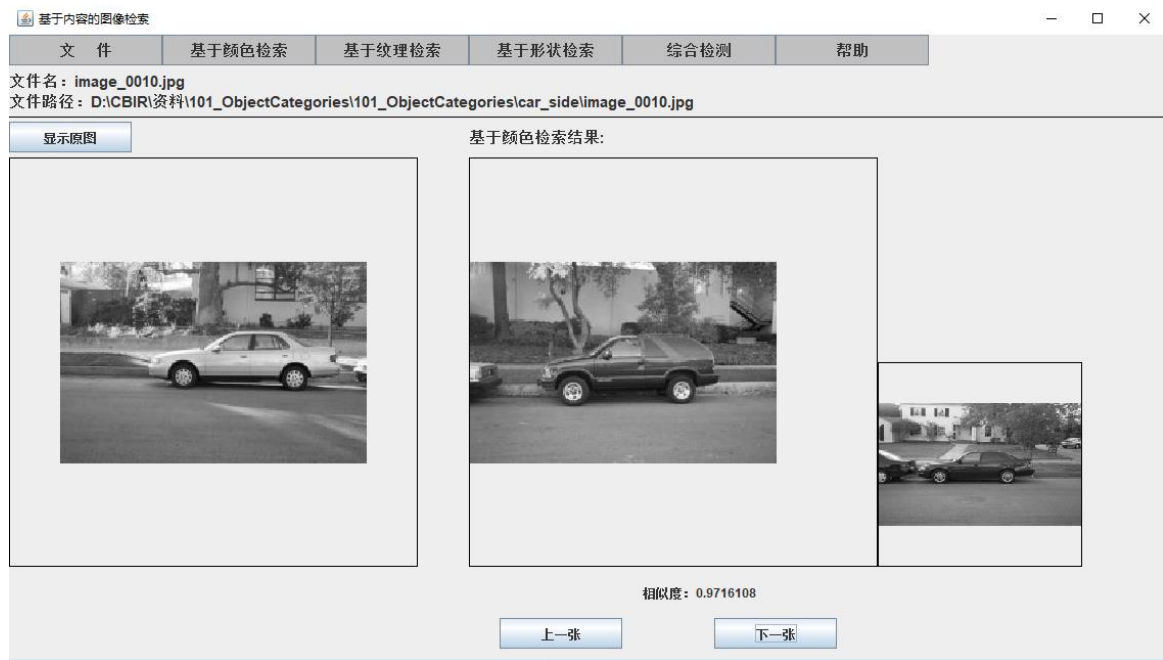 基于内容的图像检索
文 件 基于颜色检索 基于纹理检索 基于形状检索 综合检测 帮助
文件名：image_0010.jpg
文件路径：D:\CBIR\资料\101_ObjectCategories\101_ObjectCategories\car_side\image_0010.jpg
显示原图 基于颜色检索结果:
相似度：0.9716108
上一张 下一张